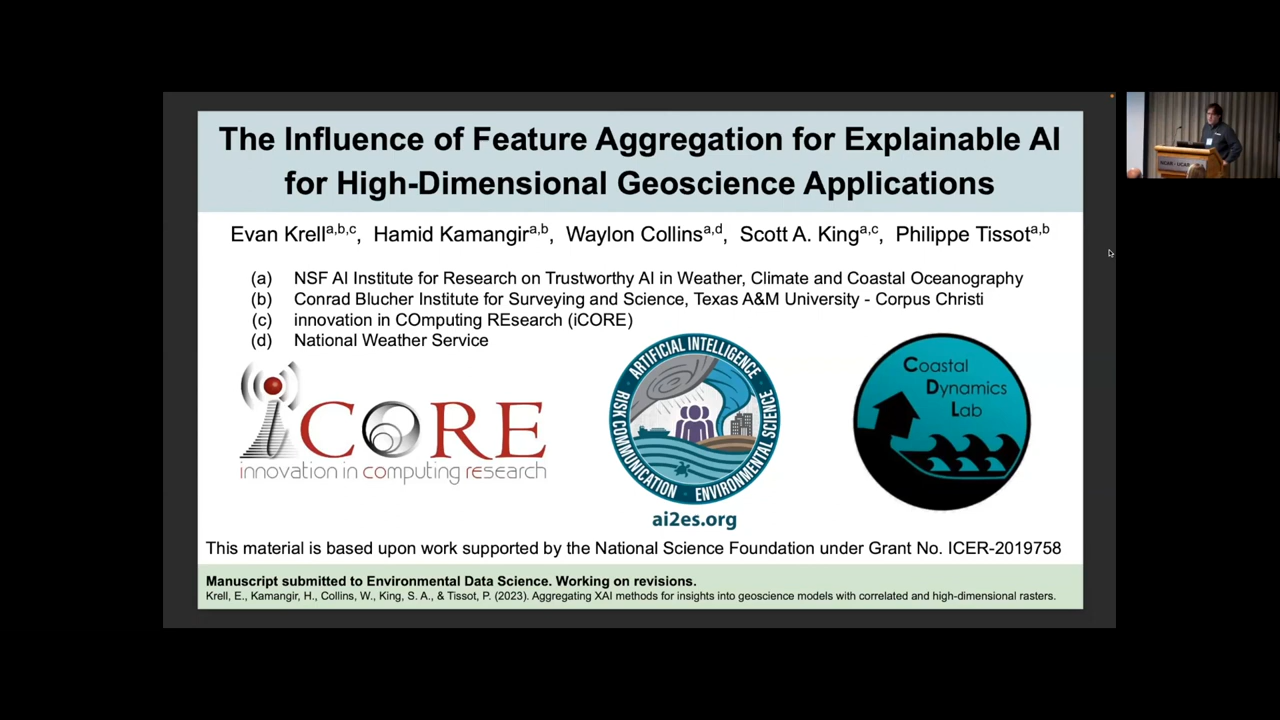 The Influence of Feature Aggregation for Explainable AI
for High-Dimensional Geoscience Applications
Evan Krella,b,c, Hamid Kamangira,b, Waylon Collinsa,d, Scott A. Kinga,c, Philippe Tissota,b
(a) NSF AI Institute for Research on Trustworthy AI in Weather, Climate and Coastal Oceanography
(b) Conrad Blucher Institute for Surveying and Science, Texas A&M University - Corpus Christi
(c) innovation in COmputing REsearch (iCORE)
(d) National Weather Service
iCORE
innovation in computing research
ARTIFICIAL INTELLIGENCE
RISK COMMUNICATION
ENVIRONMENTAL SCIENCE
ai2es.org
Coastal
Dynamics
Lab
This material is based upon work supported by the National Science Foundation under Grant No. ICER-2019758
Manuscript submitted to Environmental Data Science. Working on revisions.
Krell, E., Kamangir, H., Collins, W., King, S. A., & Tissot, P. (2023). Aggregating XAI methods for insights into geoscience models with correlated and high-dimensional rasters.